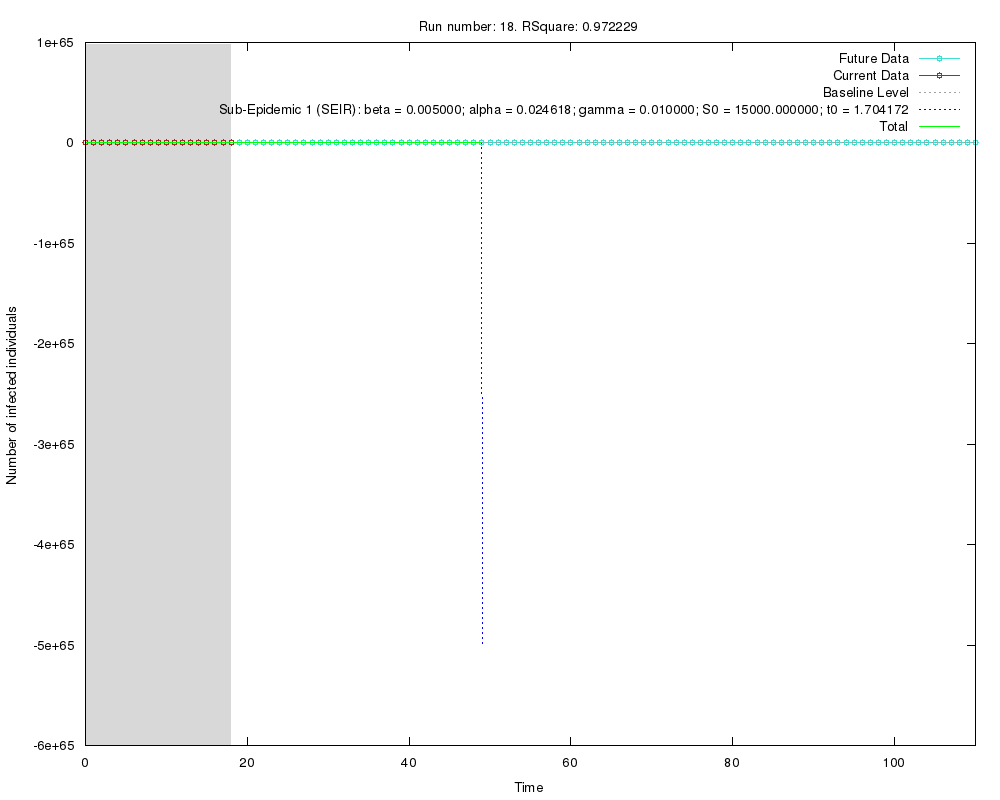 Run number: 18. RSquare: 0.972229
1e+65
Future Data
Current Data
Baseline Level
Sub-Epidemic 1 (SEIR): beta = 0.005000; alpha = 0.024618; gamma = 0.010000; S0 = 15000.000000; t0 = 1.704172
Total
0
-1e+65
-2e+65
-3e+65
-4e+65
-5e+65
-6e+65
Number of infected individuals
0 20 40 60 80 100
Time